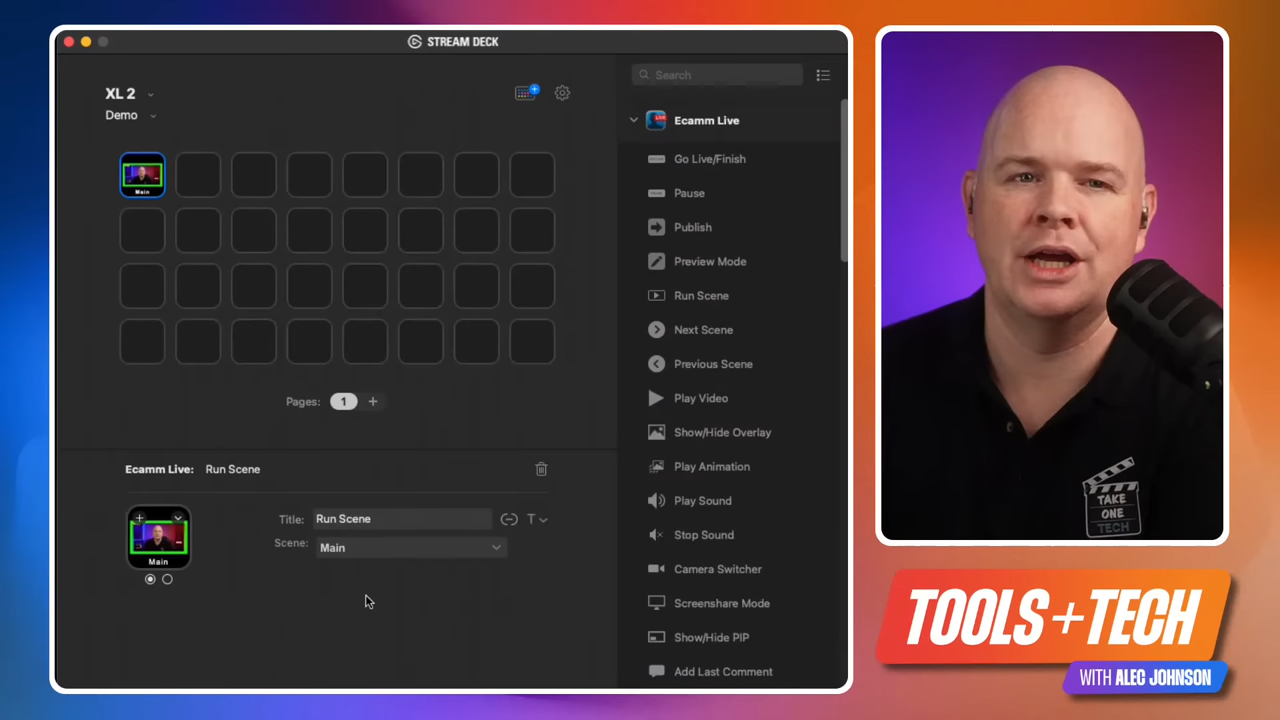 STREAM DECK
XL 2
Demo
Main
Pages: 1 +
Ecamm Live: Run Scene
Title: Run Scene
T
Scene: Main
Main
Search
LIVE
Ecamm Live
Go Live/Finish
Pause
Publish
Preview Mode
Run Scene
Next Scene
Previous Scene
Play Video
Show/Hide Overlay
Play Animation
Play Sound
Stop Sound
Camera Switcher
Screenshare Mode
Show/Hide PIP
Add Last Comment
TAKE
ONE
TECH
TOOLS+TECH
WITH ALEC JOHNSON